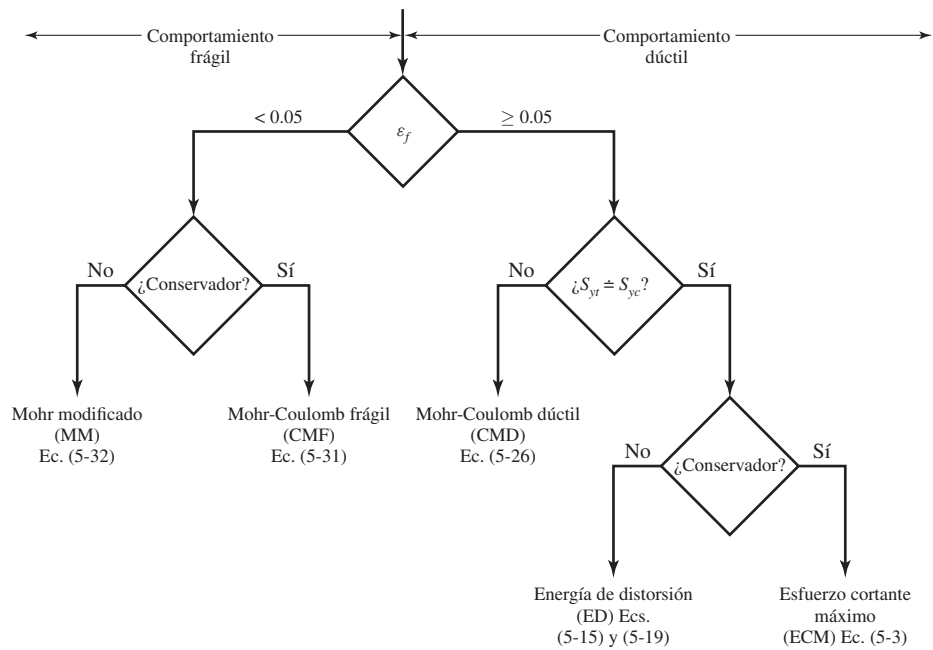 Comportamiento
frágil
Comportamiento
dúctil
< 0.05
ε_f
≥ 0.05
No
¿Conservador?
Sí
No
¿S_yt ≐ S_yc?
Sí
Mohr modificado
(MM)
Ec. (5-32)
Mohr-Coulomb frágil
(CMF)
Ec. (5-31)
Mohr-Coulomb dúctil
(CMD)
Ec. (5-26)
No
¿Conservador?
Sí
Energía de distorsión
(ED) Ecs.
(5-15) y (5-19)
Esfuerzo cortante
máximo
(ECM) Ec. (5-3)